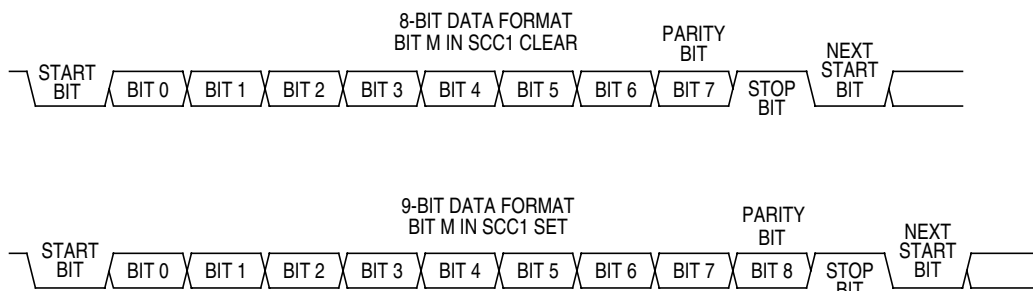 8-BIT DATA FORMAT
BIT M IN SCC1 CLEAR
PARITY
BIT
START
BIT
BIT 0
BIT 1
BIT 2
BIT 3
BIT 4
BIT 5
BIT 6
BIT 7
STOP
BIT
NEXT
START
BIT
9-BIT DATA FORMAT
BIT M IN SCC1 SET
PARITY
BIT
START
BIT
BIT 0
BIT 1
BIT 2
BIT 3
BIT 4
BIT 5
BIT 6
BIT 7
BIT 8
STOP
BIT
NEXT
START
BIT